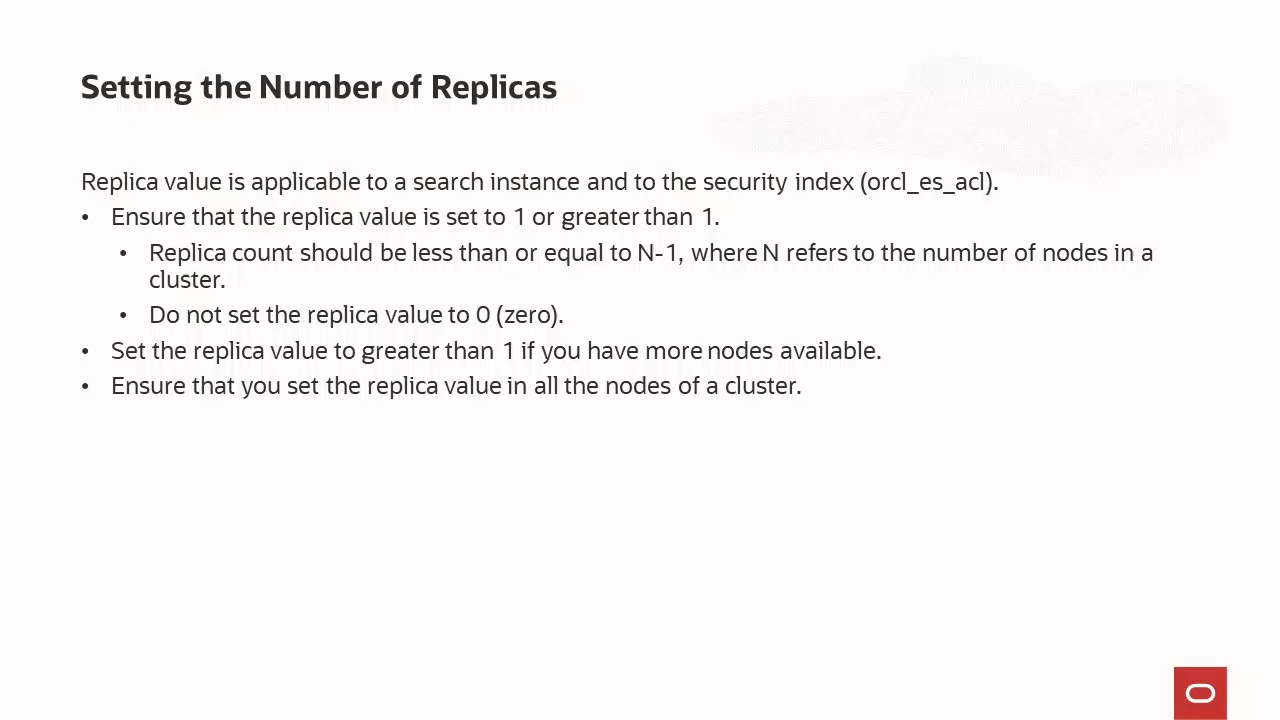 Setting the Number of Replicas
Replica value is applicable to a search instance and to the security index (orcl_es_acl).
• Ensure that the replica value is set to 1 or greater than 1.
• Replica count should be less than or equal to N-1, where N refers to the number of nodes in a
cluster.
• Do not set the replica value to 0 (zero).
• Set the replica value to greater than 1 if you have more nodes available.
• Ensure that you set the replica value in all the nodes of a cluster.